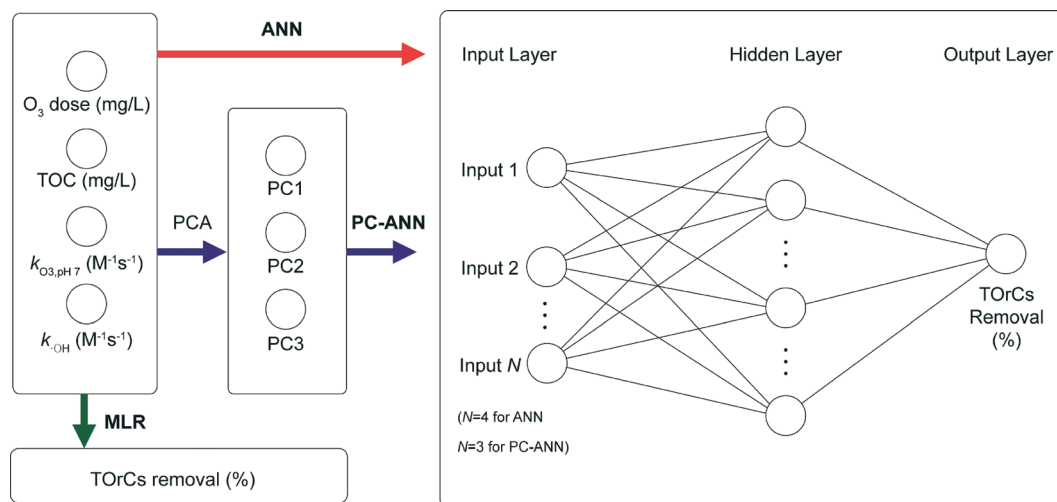 ANN
O₃ dose (mg/L)
TOC (mg/L)
k_O3,pH 7 (M⁻¹s⁻¹)
k_·OH (M⁻¹s⁻¹)
PCA
PC1
PC2
PC3
PC-ANN
MLR
TOrCs removal (%)
Input Layer
Hidden Layer
Output Layer
Input 1
Input 2
Input N
(N=4 for ANN
N=3 for PC-ANN)
TOrCs
Removal
(%)